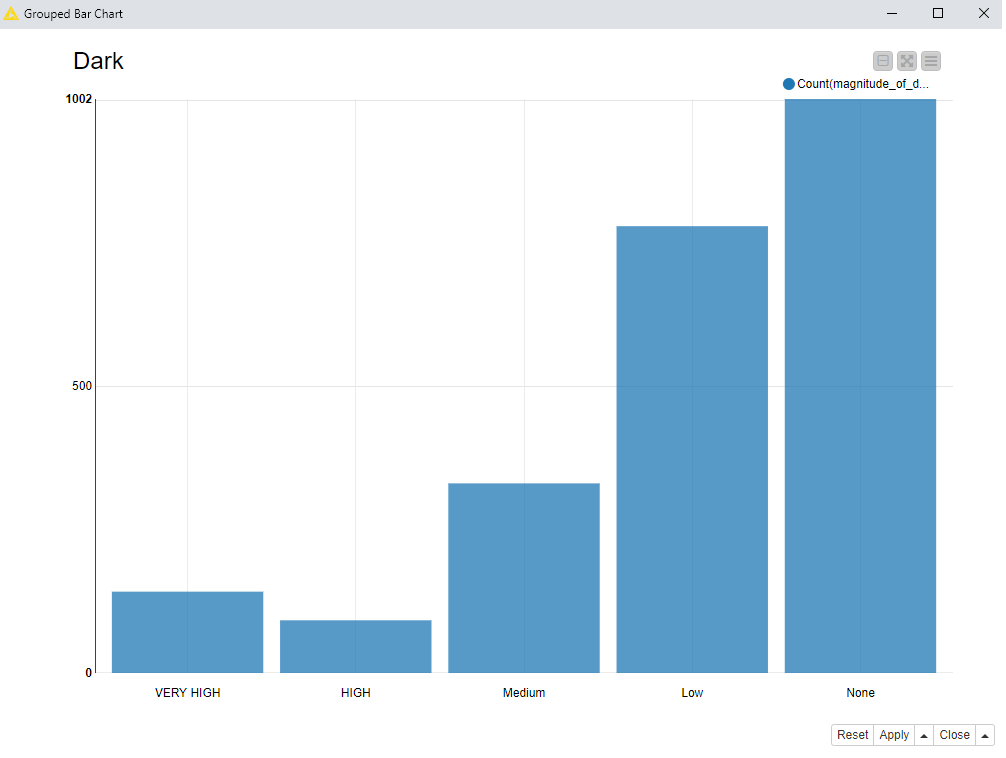 Grouped Bar Chart
Dark
Count(magnitude_of_d...
1002
500
0
VERY HIGH HIGH Medium Low None
Reset Apply Close